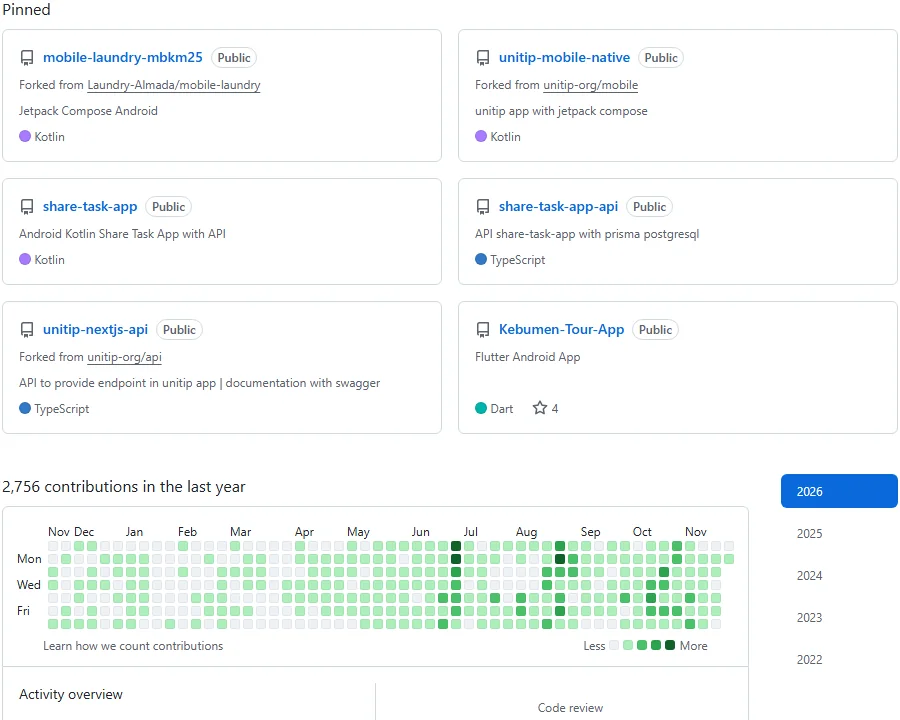 Pinned
mobile-laundry-mbkm25 Public
Forked from Laundry-Almada/mobile-laundry
Jetpack Compose Android
Kotlin
unitip-mobile-native Public
Forked from unitip-org/mobile
unitip app with jetpack compose
Kotlin
share-task-app Public
Android Kotlin Share Task App with API
Kotlin
share-task-app-api Public
API share-task-app with prisma postgresql
TypeScript
unitip-nextjs-api Public
Forked from unitip-org/api
API to provide endpoint in unitip app | documentation with swagger
TypeScript
Kebumen-Tour-App Public
Flutter Android App
Dart 4
2,756 contributions in the last year
Nov Dec Jan Feb Mar Apr May Jun Jul Aug Sep Oct Nov
Mon
Wed
Fri
Learn how we count contributions
Less More
2026
2025
2024
2023
2022
Activity overview
Code review